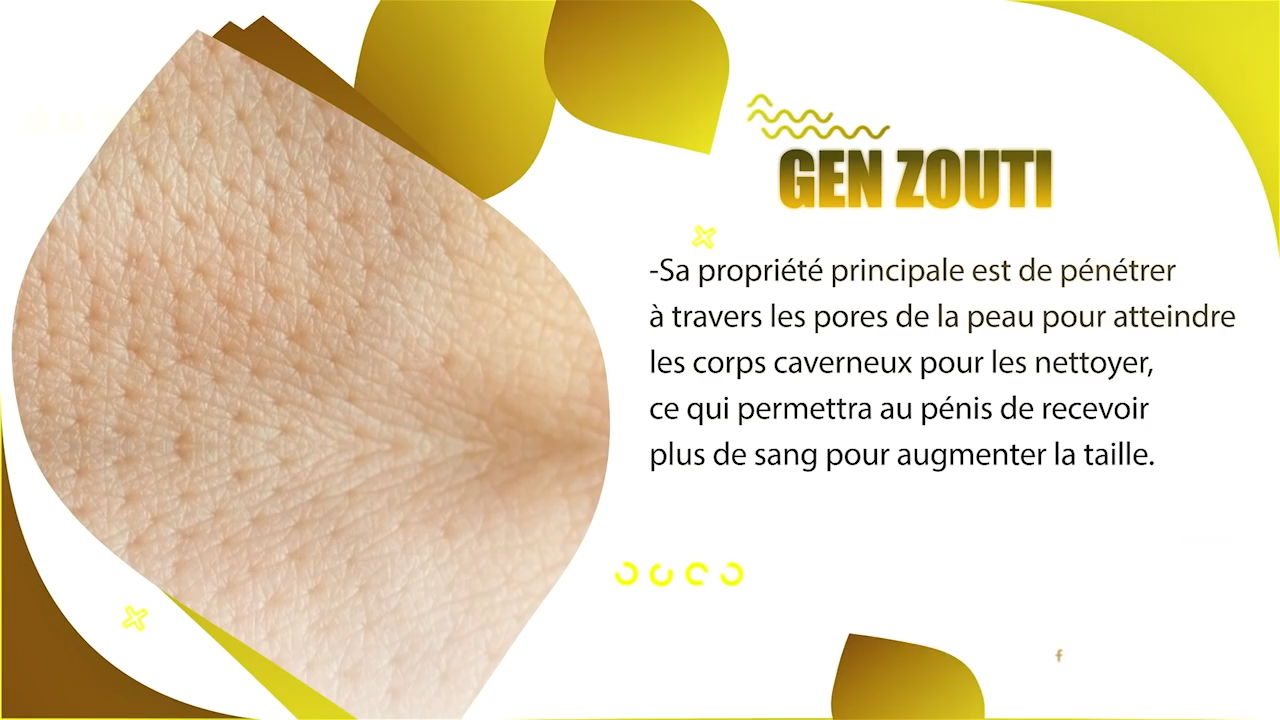 GEN ZOUTI
-Sa propriété principale est de pénétrer
à travers les pores de la peau pour atteindre
les corps caverneux pour les nettoyer,
ce qui permettra au pénis de recevoir
plus de sang pour augmenter la taille.